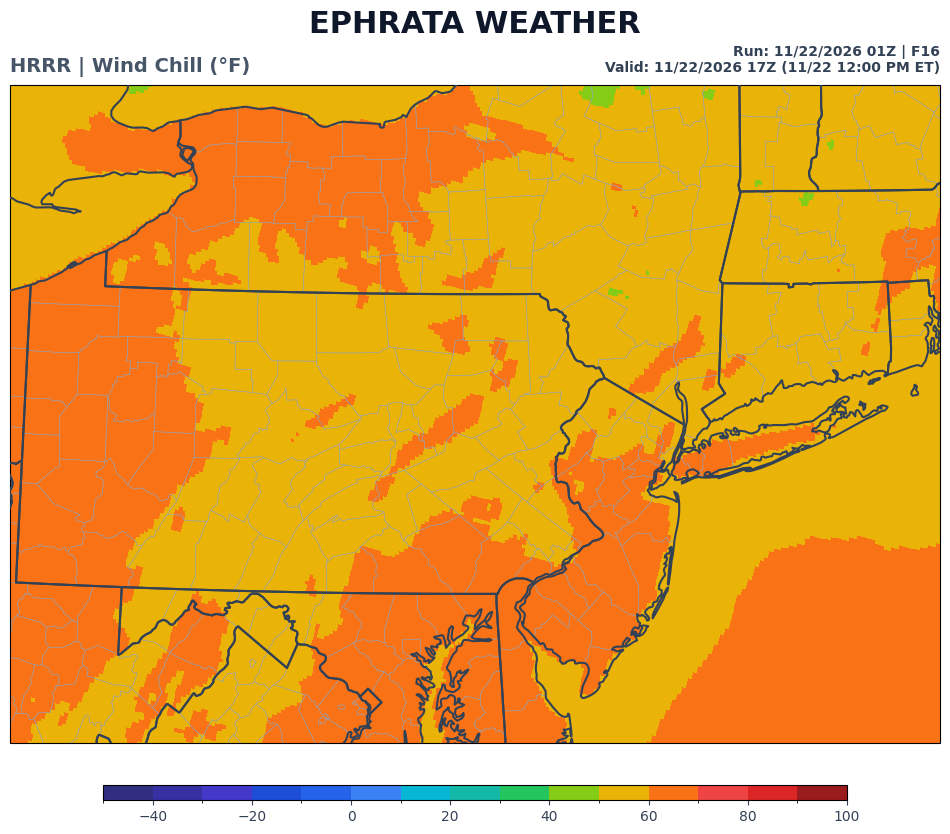 EPHRATA WEATHER
HRRR | Wind Chill (°F)
Run: 11/22/2026 01Z | F16
Valid: 11/22/2026 17Z (11/22 12:00 PM ET)
−40 −20 0 20 40 60 80 100